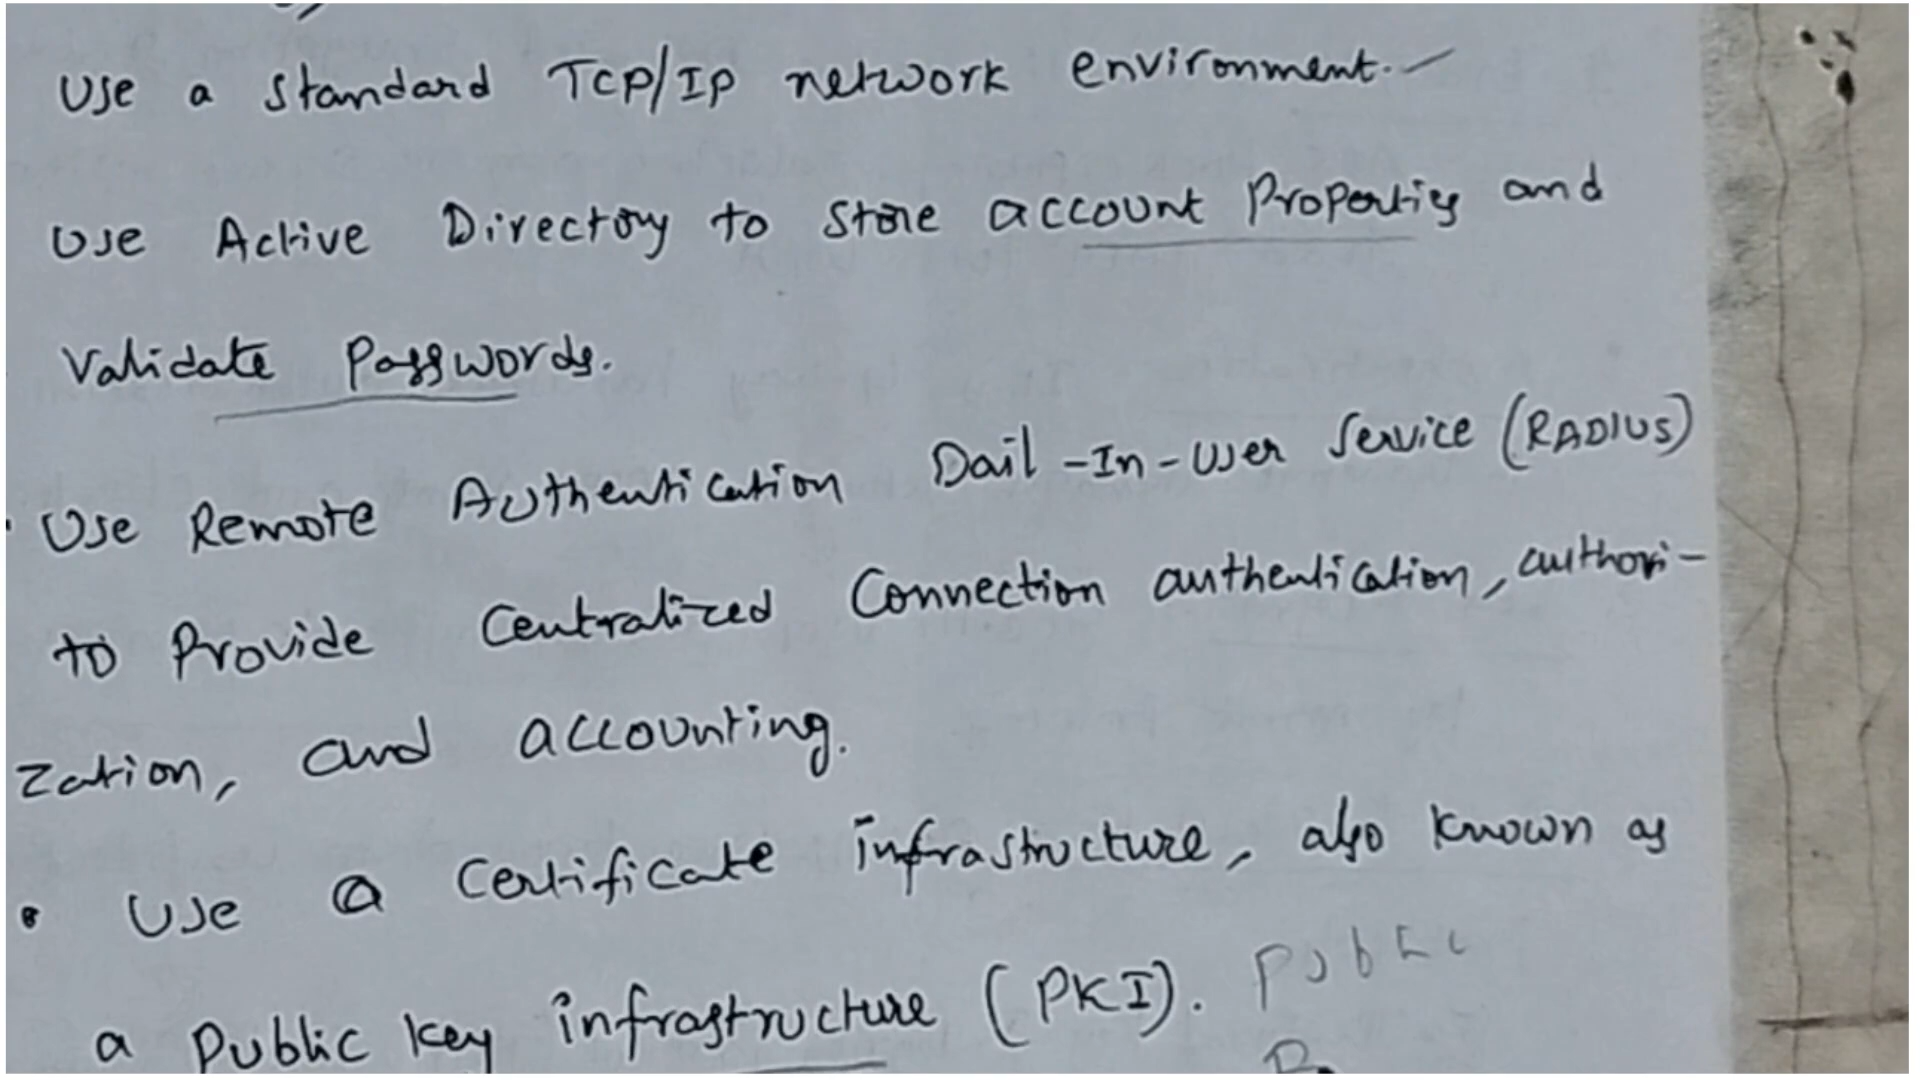 Use a standard TCP/IP network environment.
Use Active Directory to store account Properties and
Validate Passwords.
• Use Remote Authentication Dail-In-User Service (RADIUS)
to Provide Centralized Connection authentication, authori-
zation, and accounting.
• Use a Certificate infrastructure, also known as
a Public key infrastructure (PKI). Public